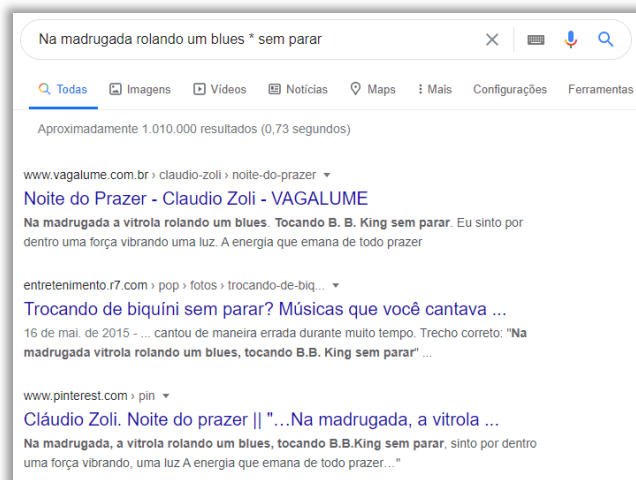 Na madrugada rolando um blues * sem parar
Todas Imagens Vídeos Notícias Maps Mais Configurações Ferramentas
Aproximadamente 1.010.000 resultados (0,73 segundos)
www.vagalume.com.br › claudio-zoli › noite-do-prazer
Noite do Prazer - Claudio Zoli - VAGALUME
Na madrugada a vitrola rolando um blues. Tocando B. B. King sem parar. Eu sinto por
dentro uma força vibrando uma luz. A energia que emana de todo prazer
entretenimento.r7.com › pop › fotos › trocando-de-biq...
Trocando de biquíni sem parar? Músicas que você cantava ...
16 de mai. de 2015 - ... cantou de maneira errada durante muito tempo. Trecho correto: "Na
madrugada vitrola rolando um blues, tocando B.B. King sem parar" ...
www.pinterest.com › pin
Cláudio Zoli. Noite do prazer || "…Na madrugada, a vitrola ...
Na madrugada, a vitrola rolando um blues, tocando B.B.King sem parar, sinto por dentro
uma força vibrando, uma luz A energia que emana de todo prazer…"